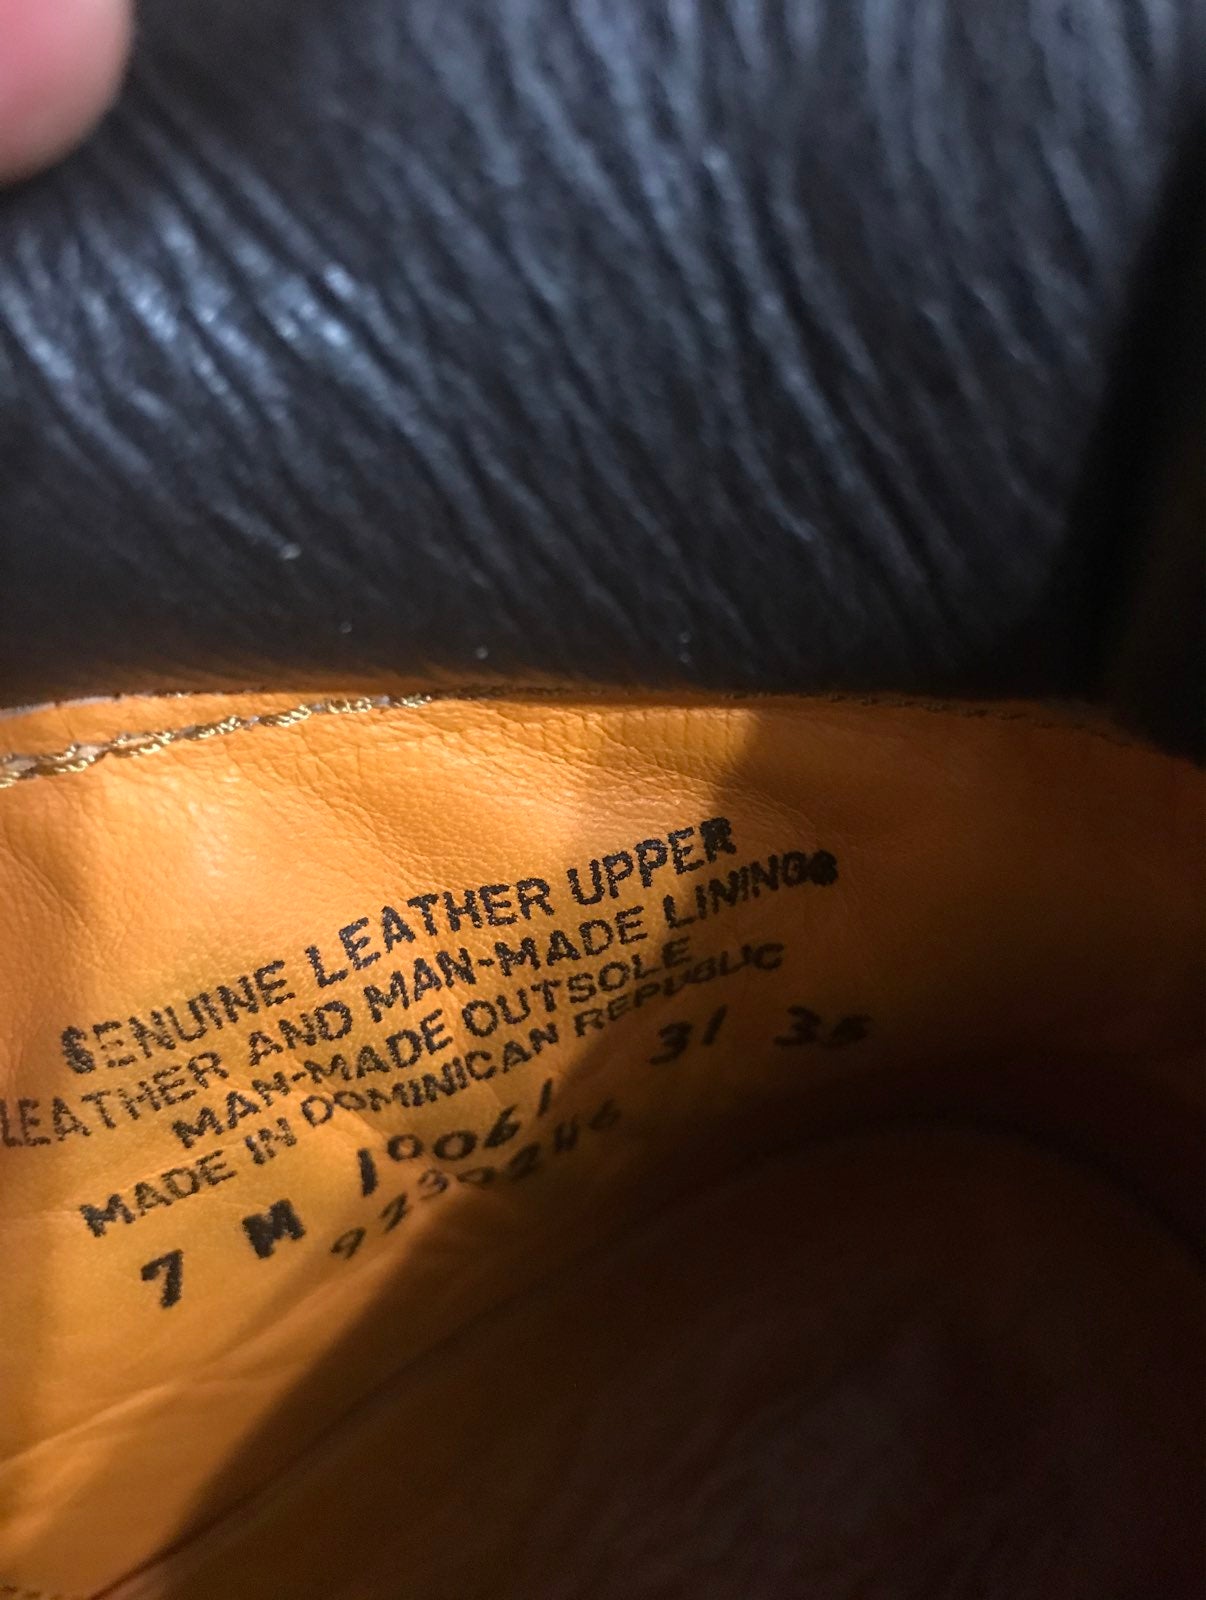 GENUINE LEATHER UPPER
LEATHER AND MAN-MADE LININGS
MAN-MADE OUTSOLE
MADE IN DOMINICAN REPUBLIC
7 M 10061 31 35
9230246